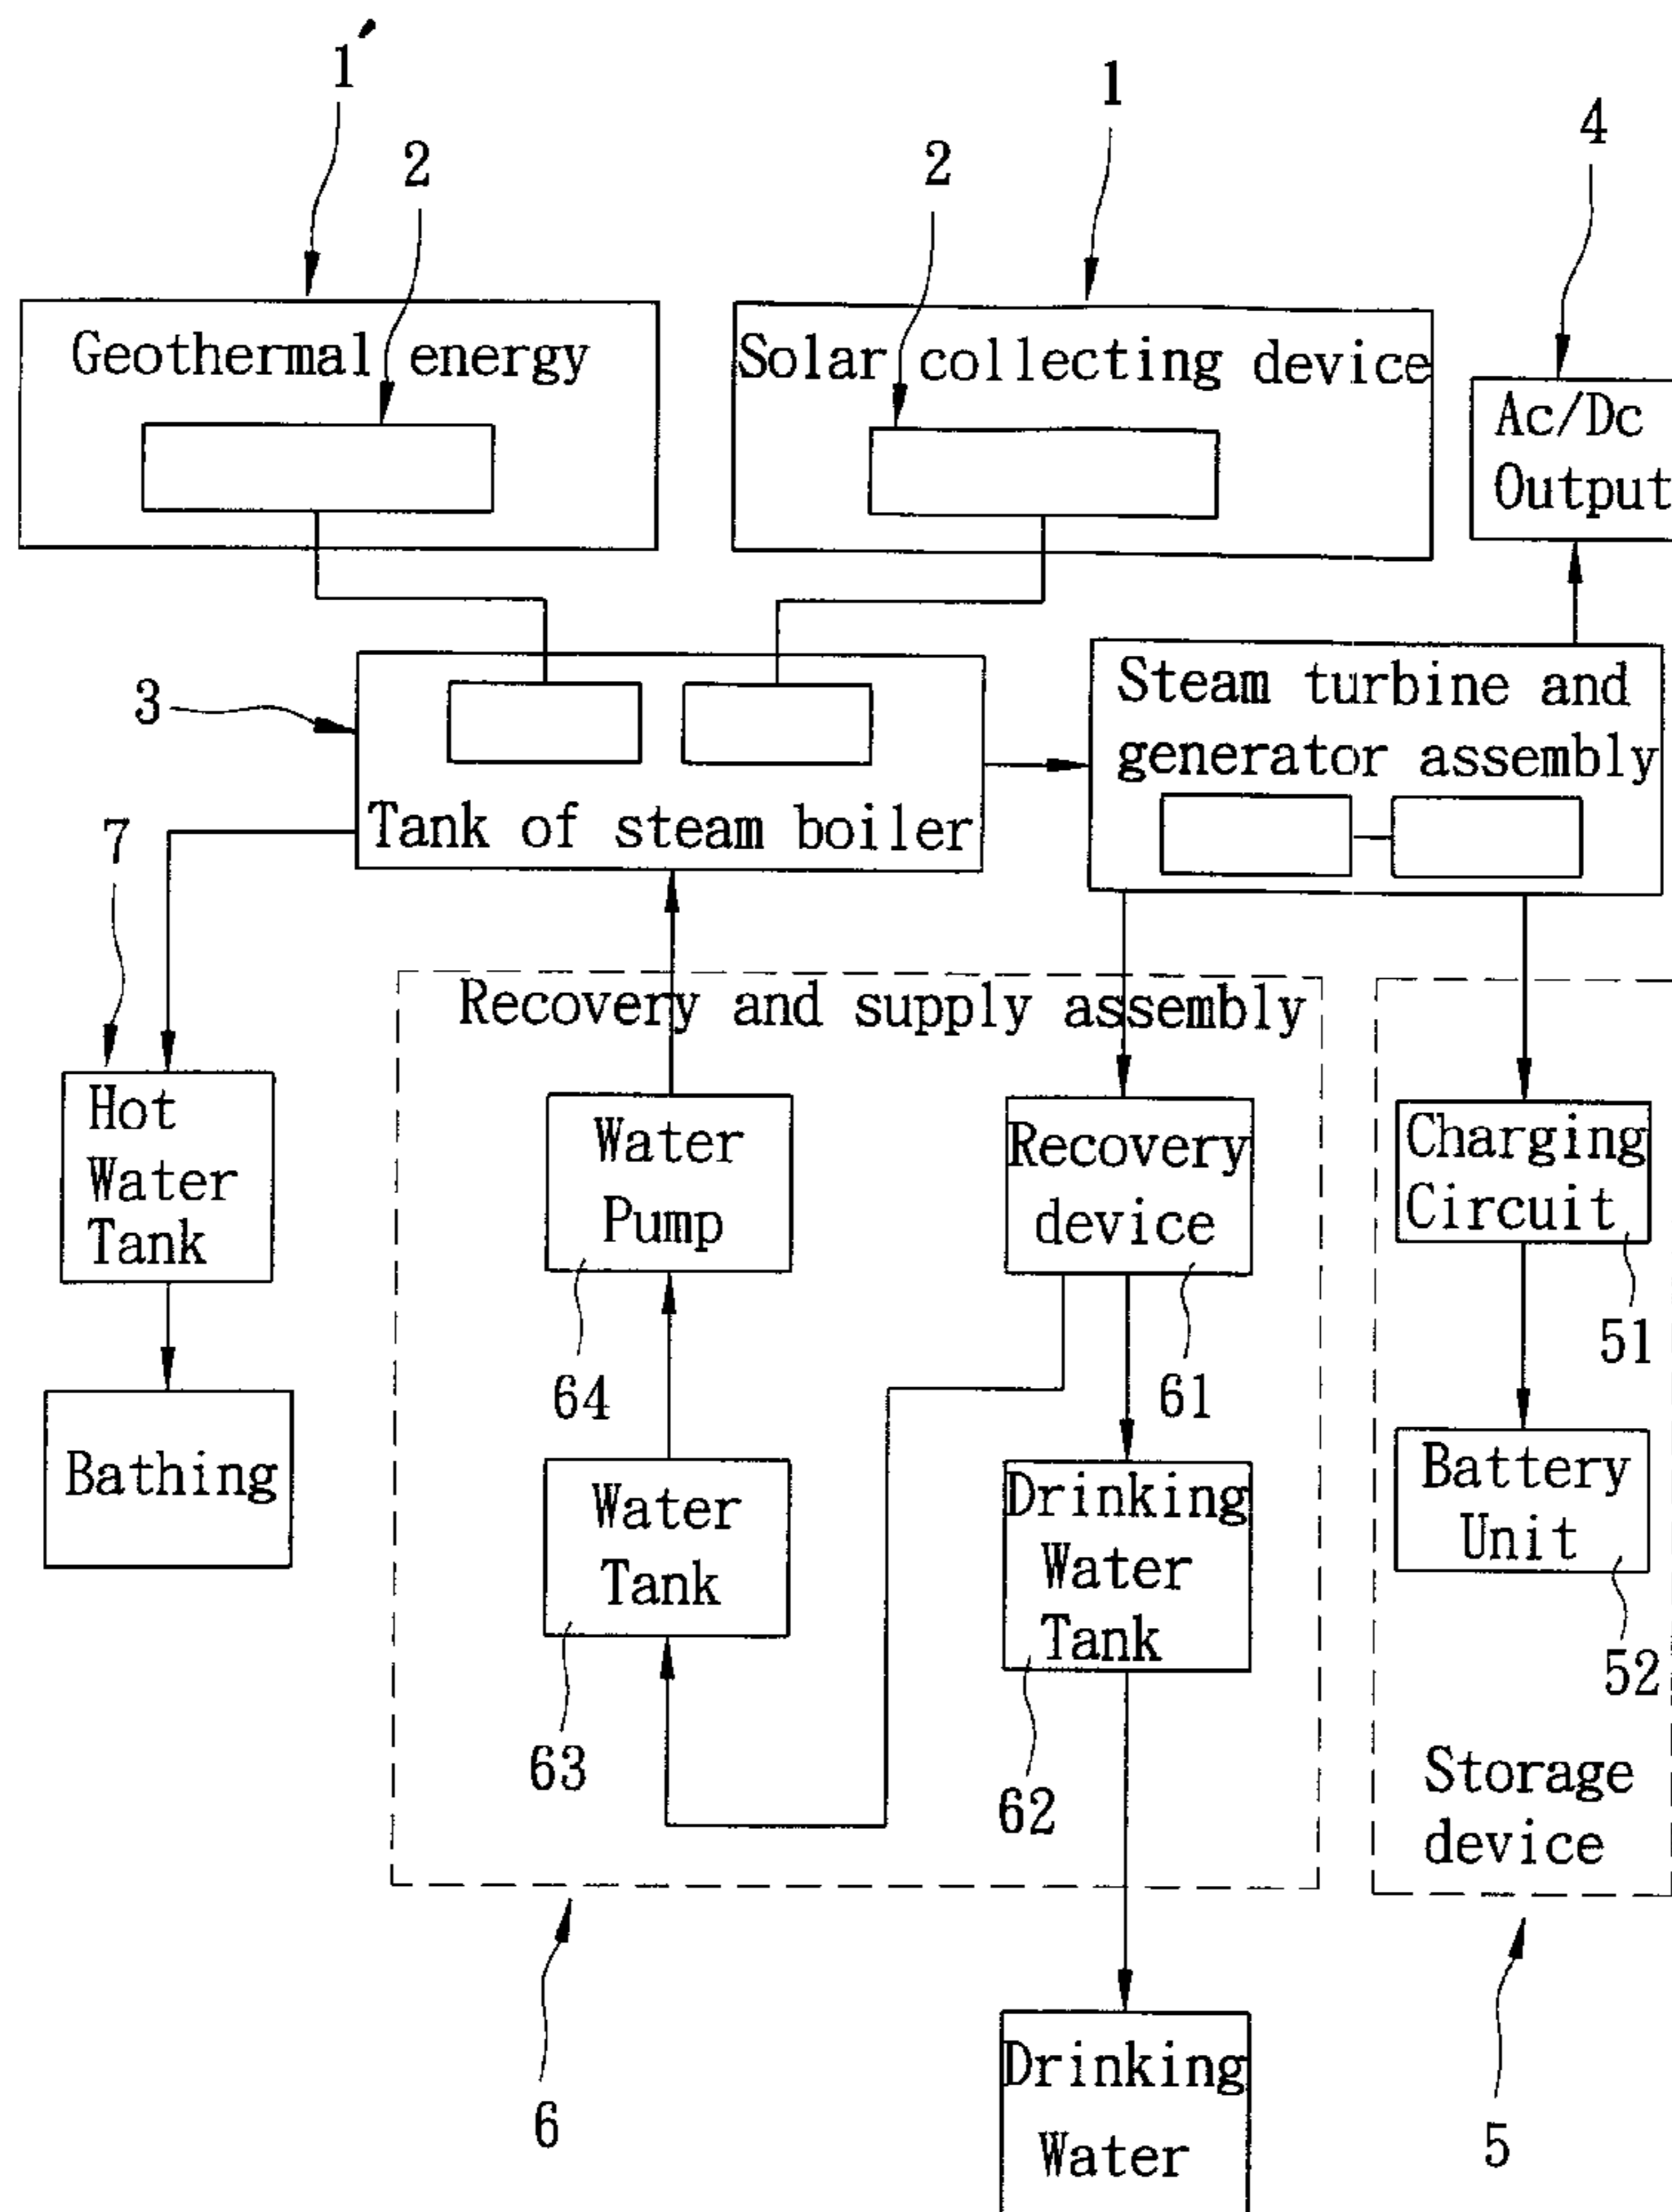 1′
1
4
2
2
Geothermal energy
Solar collecting device
Ac/Dc
Output
3
Tank of steam boiler
Steam turbine and
generator assembly
7
Recovery and supply assembly
Hot
Water
Tank
Water
Pump
Recovery
device
Charging
Circuit
64
61
51
Bathing
Water
Tank
Drinking
Water
Tank
Battery
Unit
63
62
52
Storage
device
6
5
Drinking
Water